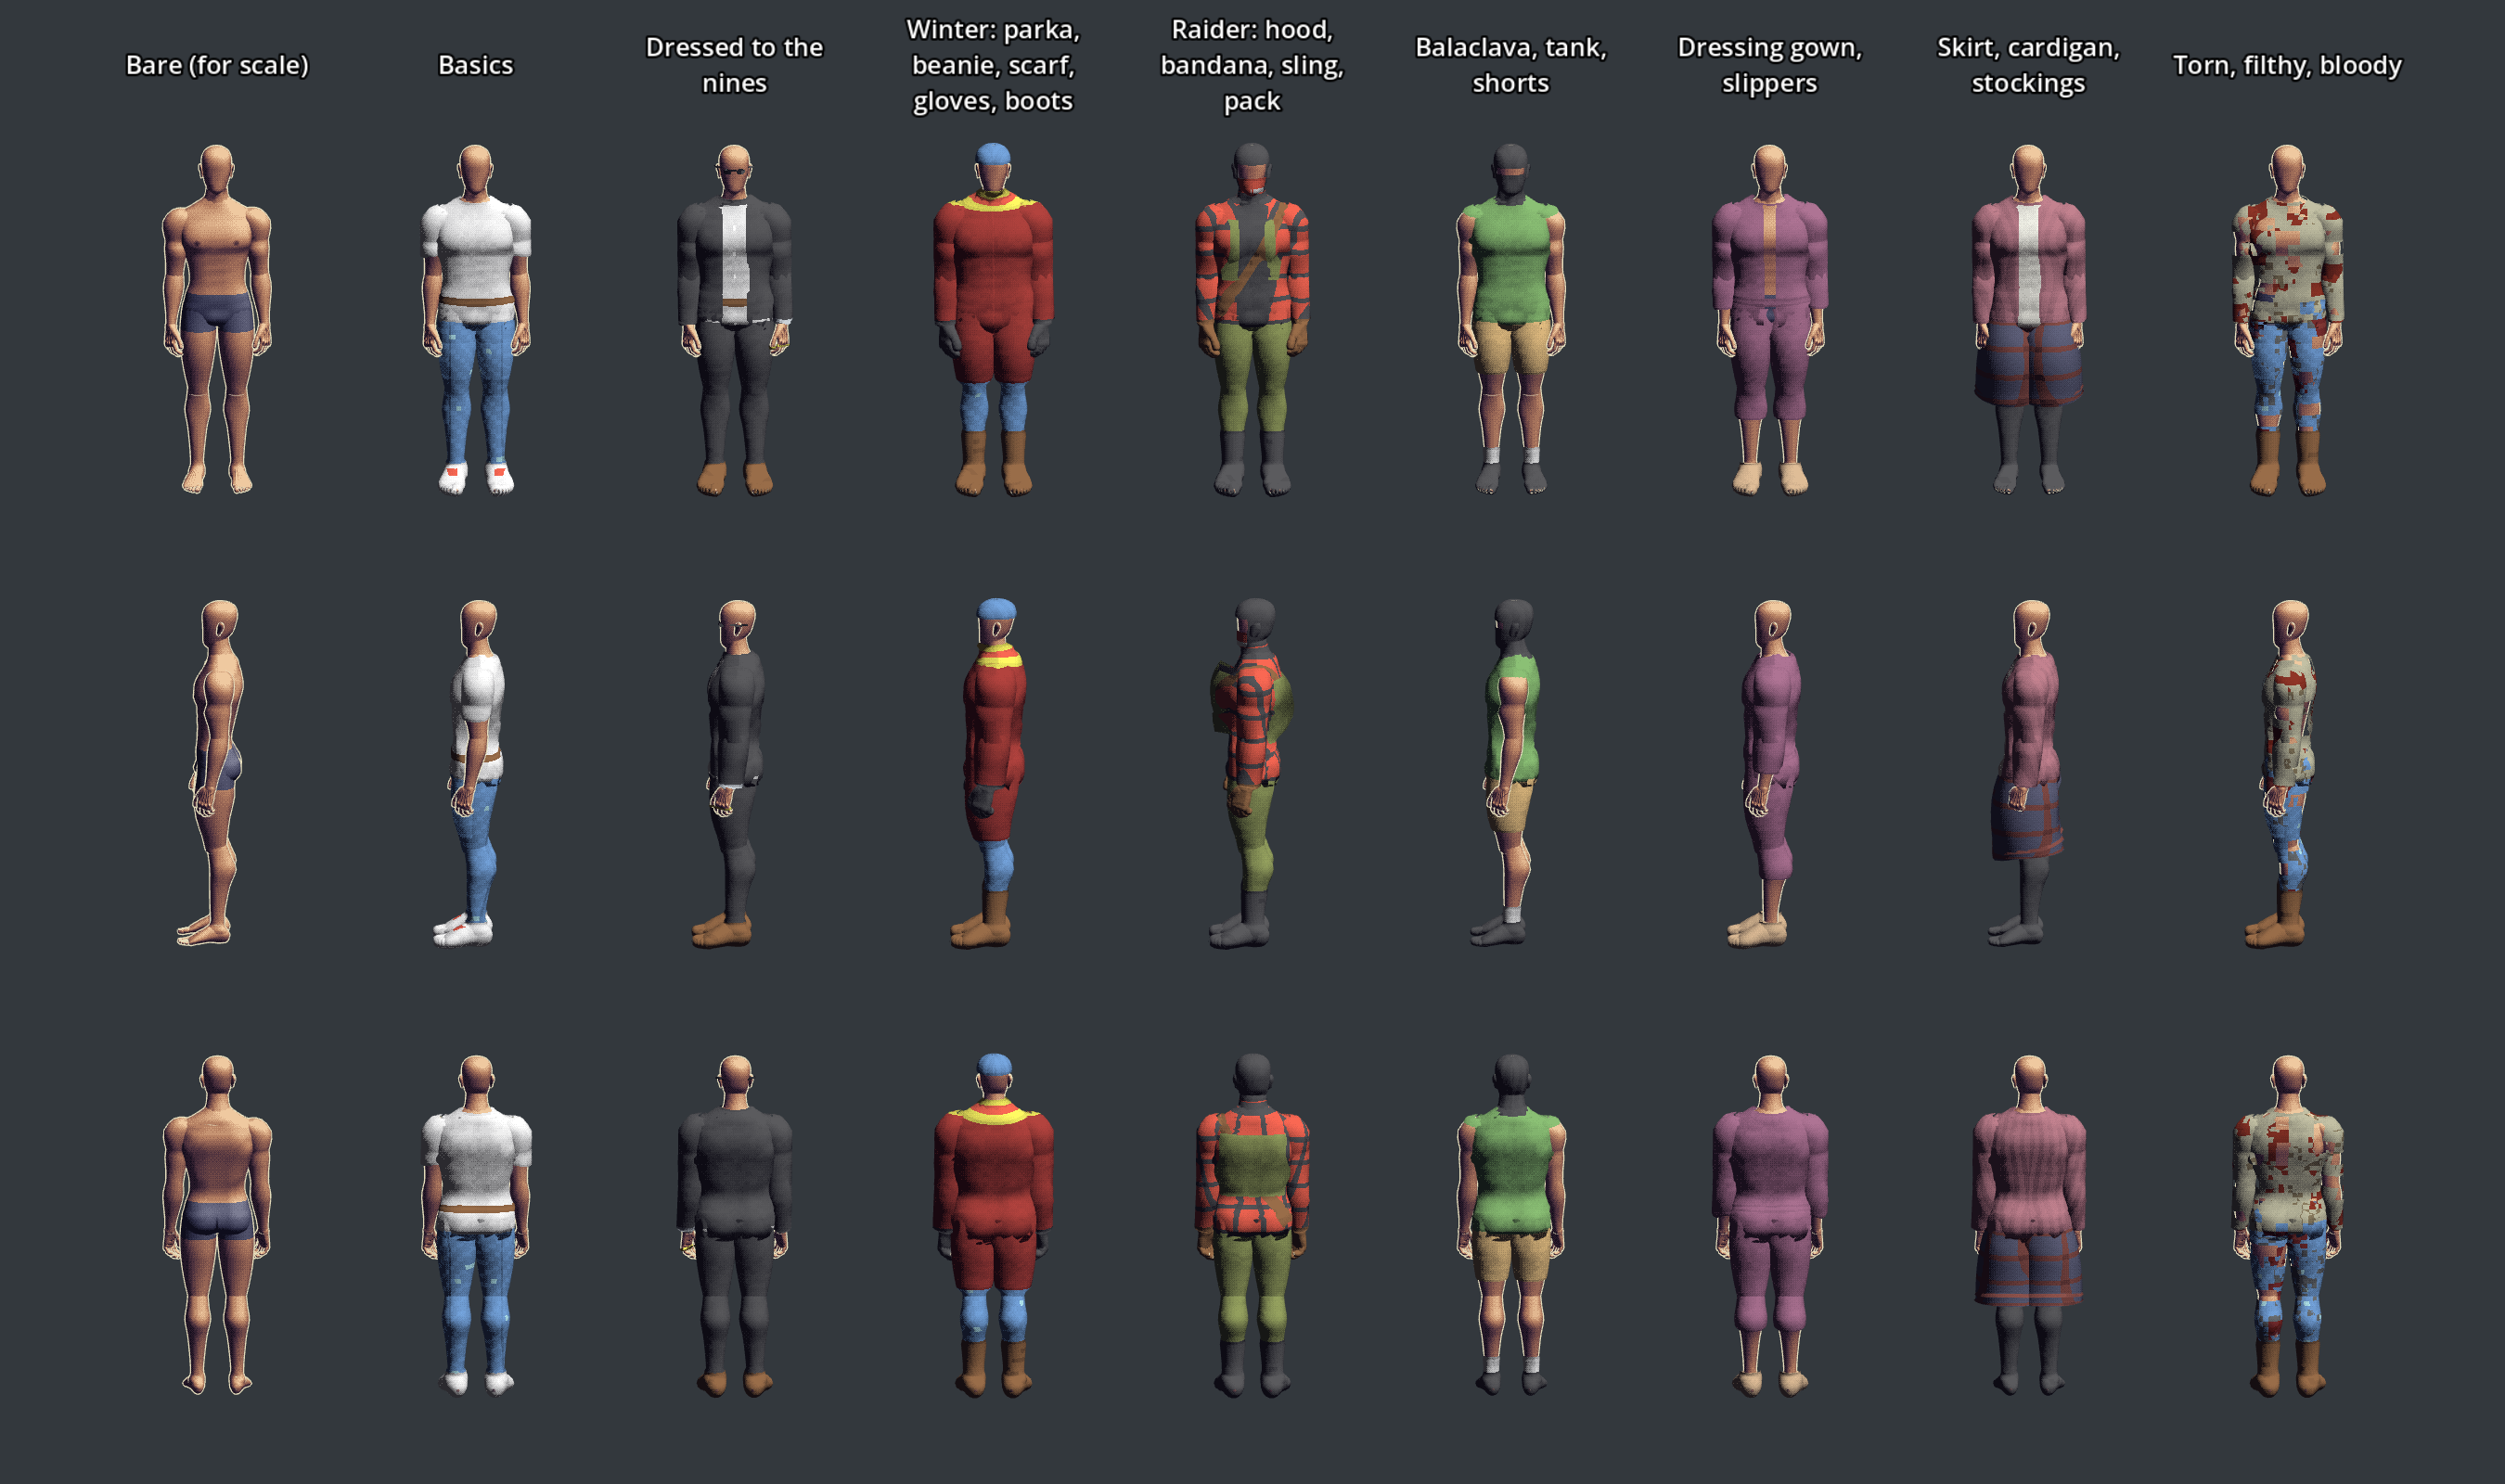 Bare (for scale)
Basics
Dressed to the
nines
Winter: parka,
beanie, scarf,
gloves, boots
Raider: hood,
bandana, sling,
pack
Balaclava, tank,
shorts
Dressing gown,
slippers
Skirt, cardigan,
stockings
Torn, filthy, bloody